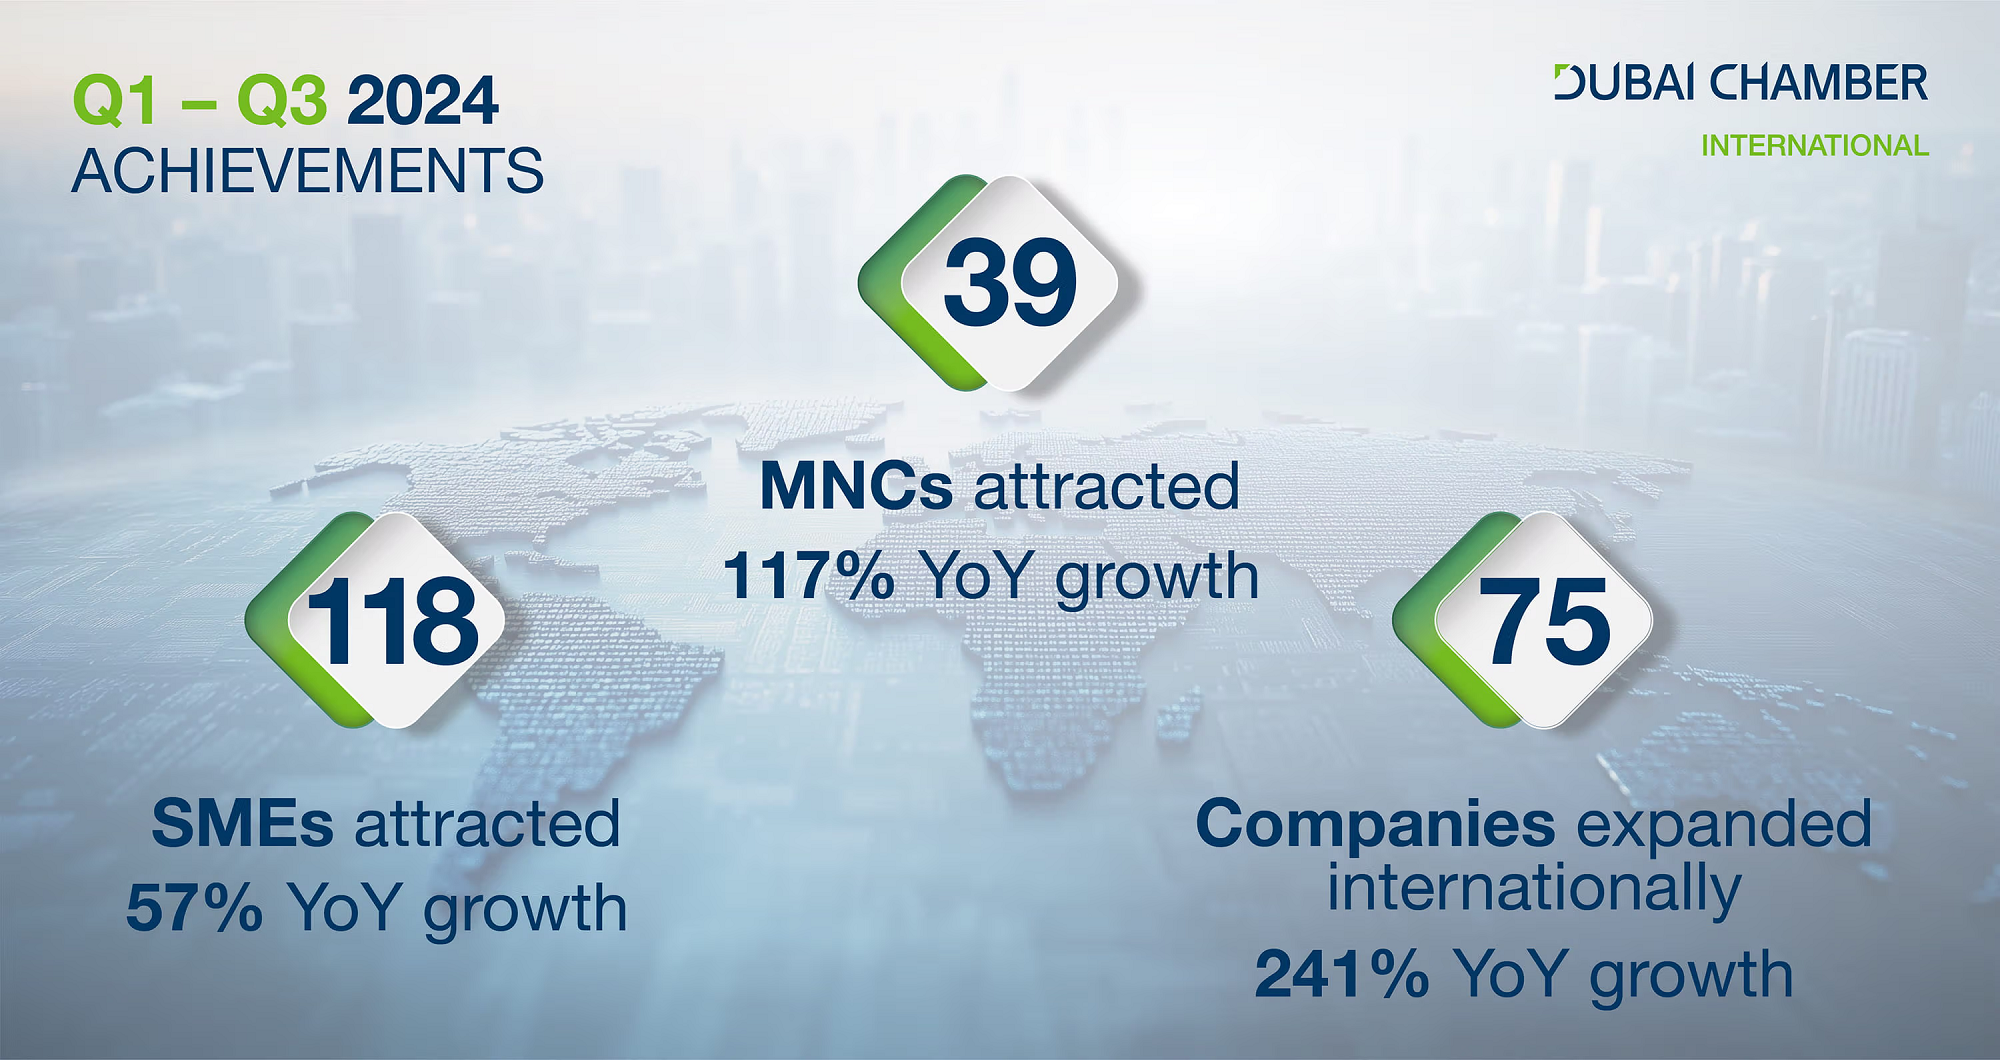 Q1 – Q3 2024
ACHIEVEMENTS
DUBAI CHAMBER
INTERNATIONAL
39
MNCs attracted
117% YoY growth
118
SMEs attracted
57% YoY growth
75
Companies expanded
internationally
241% YoY growth